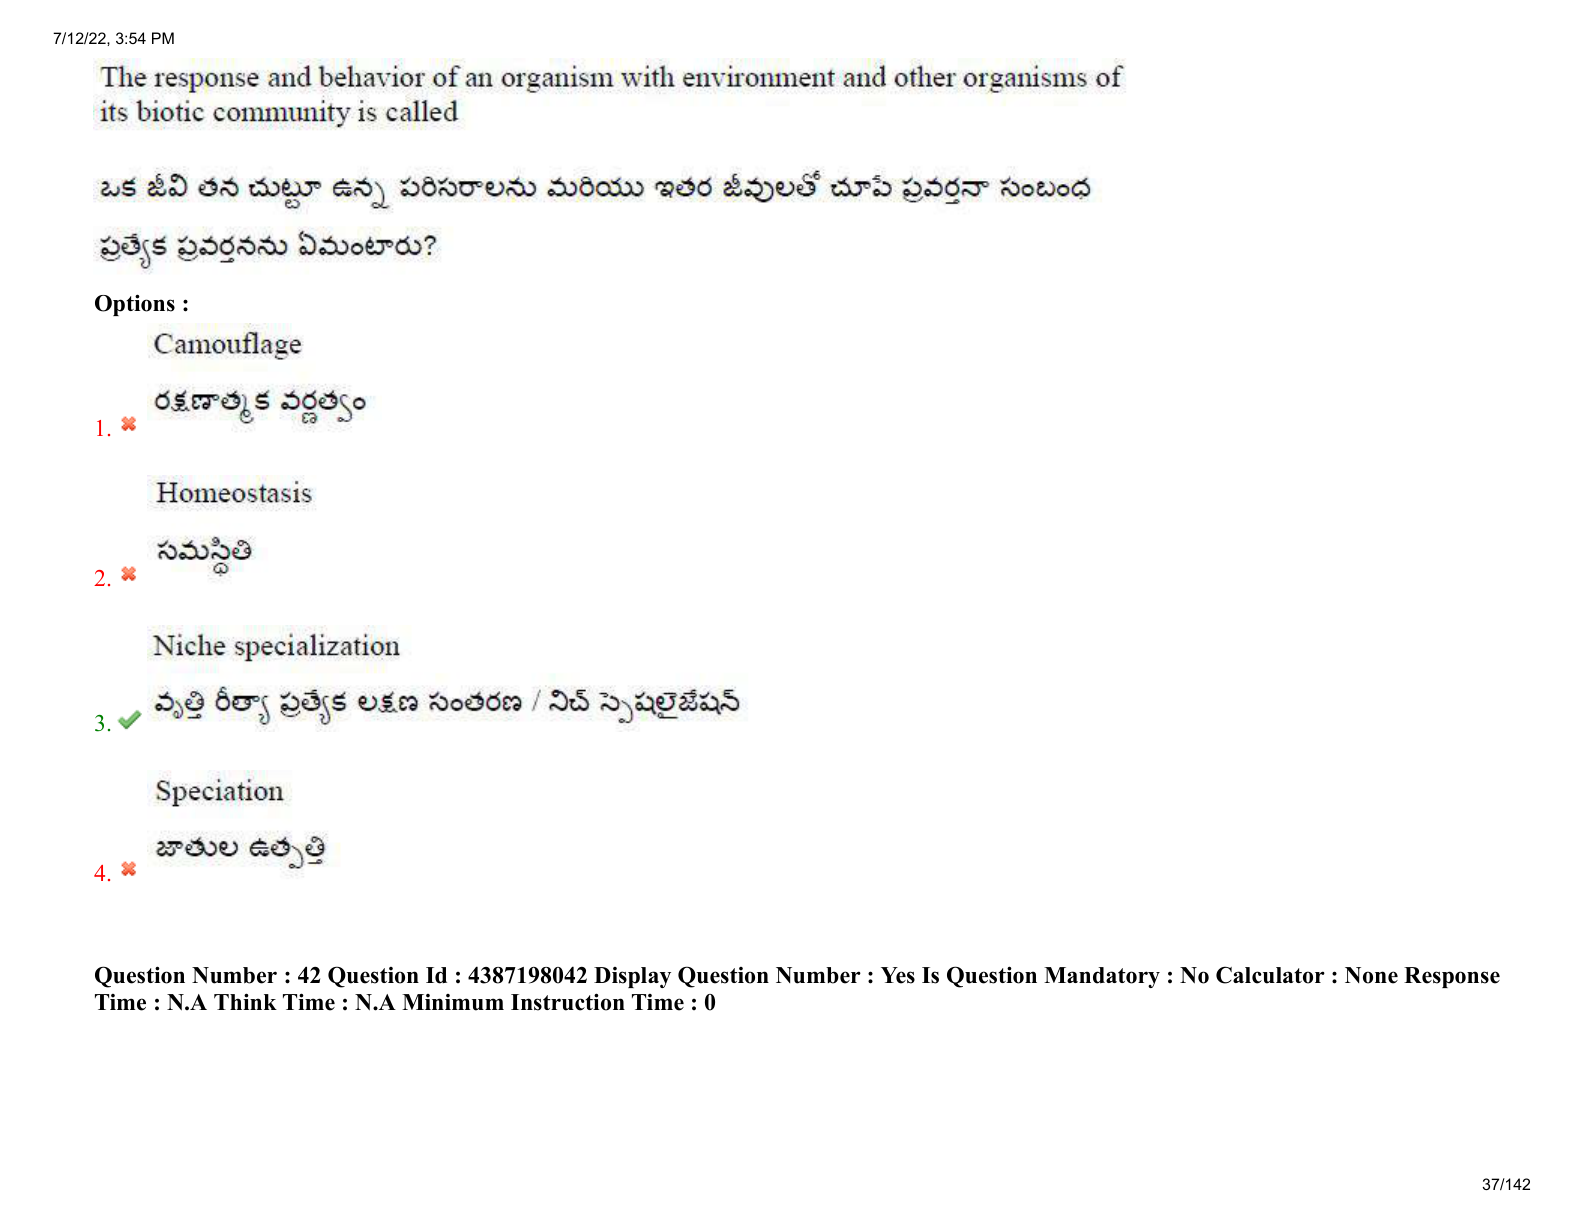 7/12/22, 3:54 PM
The response and behavior of an organism with environment and other organisms of
its biotic community is called
ఒక జీవి తన చుట్టూ ఉన్న పరిసరాలను మరియు ఇతర జీవులతో చూపే ప్రవర్తనా సంబంధ
ప్రత్యేక ప్రవర్తనను ఏమంటారు?
Options :
Camouflage
రక్షణాత్మక వర్ణత్వం
1.
Homeostasis
సమస్థితి
2.
Niche specialization
వృత్తి రీత్యా ప్రత్యేక లక్షణ సంతరణ / నిచ్ స్పెషలైజేషన్
3.
Speciation
జాతుల ఉత్పత్తి
4.
Question Number : 42 Question Id : 4387198042 Display Question Number : Yes Is Question Mandatory : No Calculator : None Response
Time : N.A Think Time : N.A Minimum Instruction Time : 0
37/142